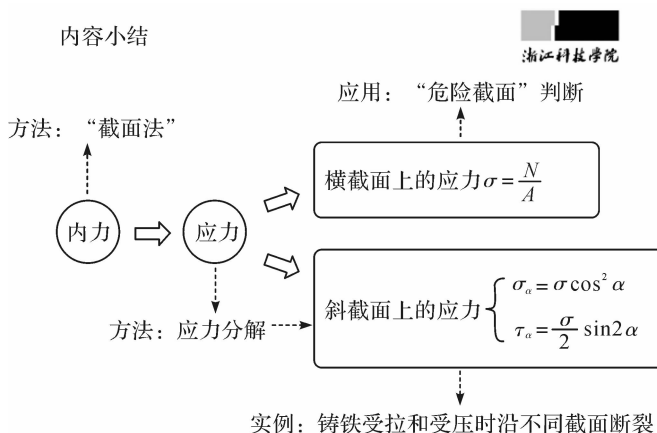 内容小结
浙江科技学院
应用：“危险截面”判断
方法：“截面法”
横截面上的应力σ=N/A
内力
应力
斜截面上的应力
σα=σcos²α
τα=σ/2 sin2α
方法：应力分解
实例：铸铁受拉和受压时沿不同截面断裂